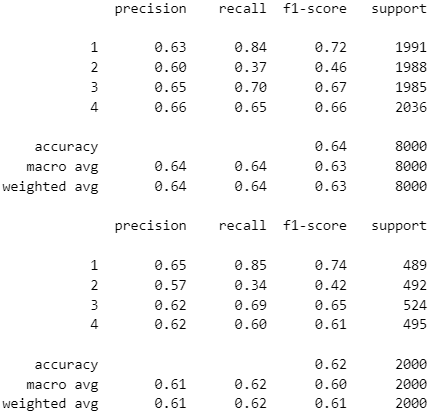 precision recall f1-score support
1 0.63 0.84 0.72 1991
2 0.60 0.37 0.46 1988
3 0.65 0.70 0.67 1985
4 0.66 0.65 0.66 2036
accuracy 0.64 8000
macro avg 0.64 0.64 0.63 8000
weighted avg 0.64 0.64 0.63 8000
precision recall f1-score support
1 0.65 0.85 0.74 489
2 0.57 0.34 0.42 492
3 0.62 0.69 0.65 524
4 0.62 0.60 0.61 495
accuracy 0.62 2000
macro avg 0.61 0.62 0.60 2000
weighted avg 0.61 0.62 0.61 2000